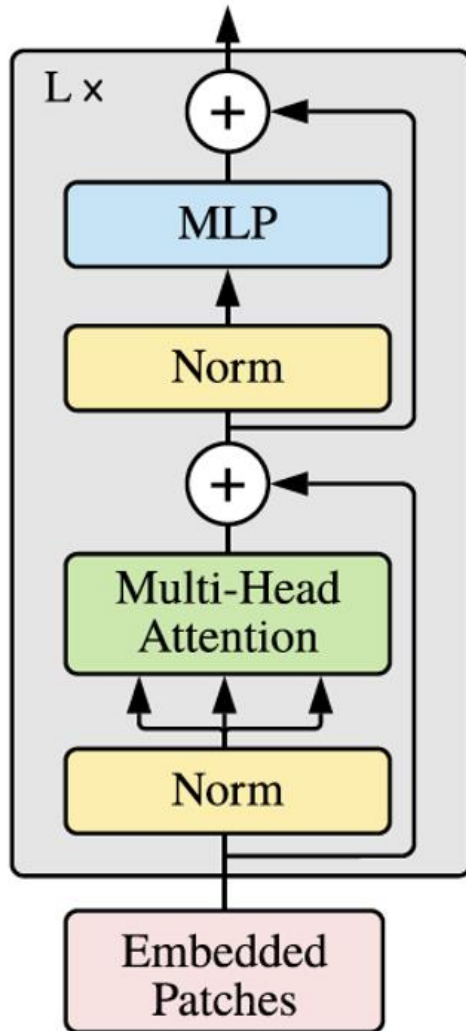 L ×
+
MLP
Norm
+
Multi-Head
Attention
Norm
Embedded
Patches